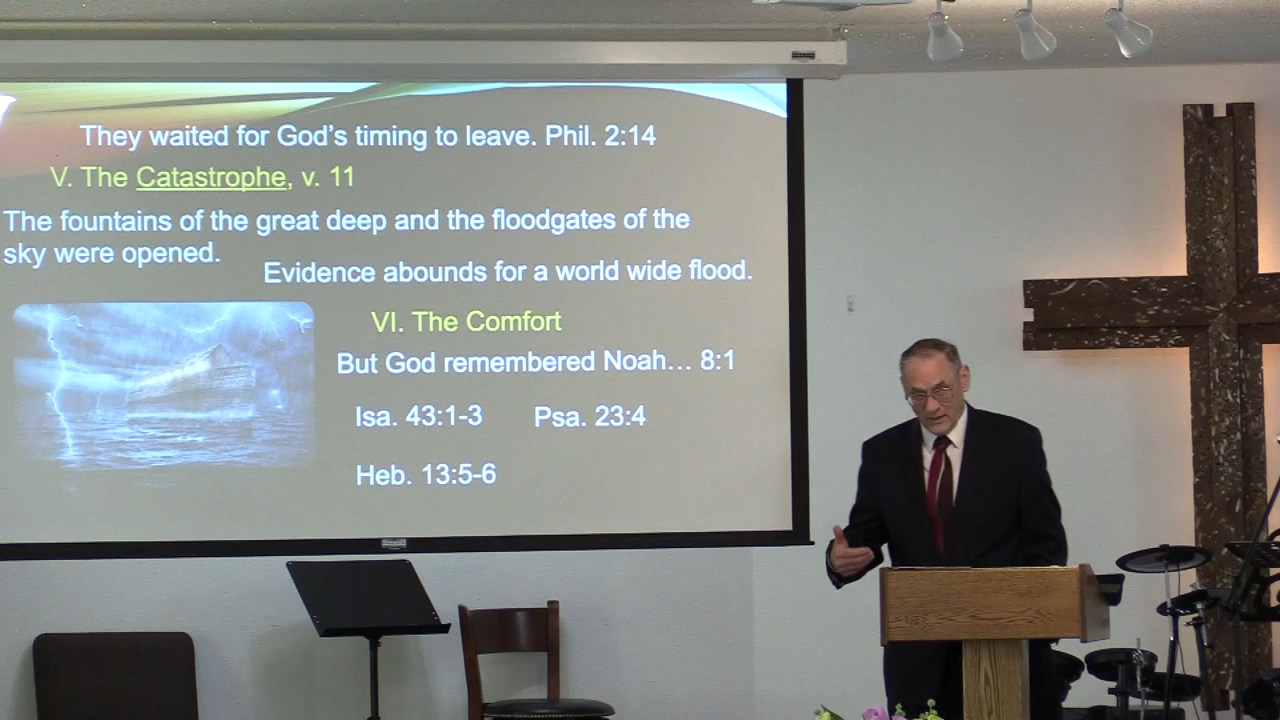 They waited for God's timing to leave. Phil. 2:14
V. The Catastrophe, v. 11
The fountains of the great deep and the floodgates of the
sky were opened.
Evidence abounds for a world wide flood.
VI. The Comfort
But God remembered Noah... 8:1
Isa. 43:1-3 Psa. 23:4
Heb. 13:5-6